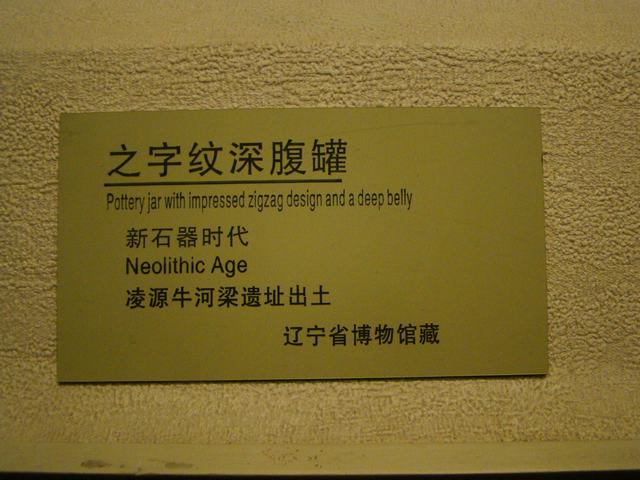 之字纹深腹罐
Pottery jar with impressed zigzag design and a deep belly
新石器时代
Neolithic Age
凌源牛河梁遗址出土
辽宁省博物馆藏